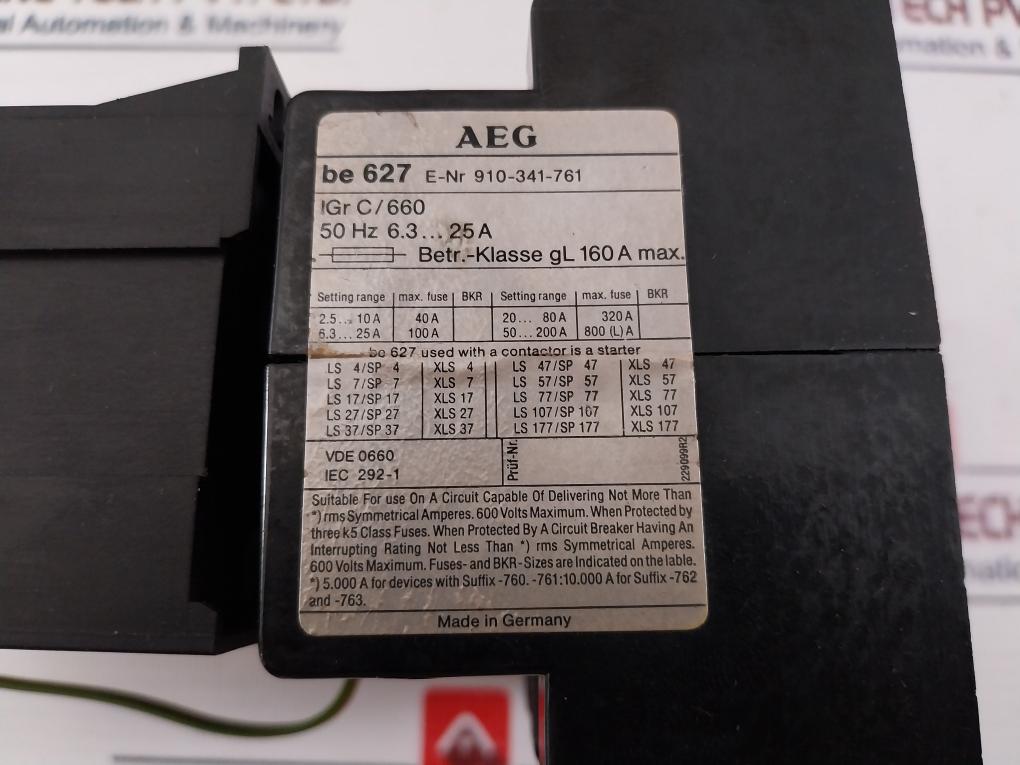 al Automation & Machinery
ECH PV
mation &
AEG
be 627 E-Nr 910-341-761
IGr C/660
50 Hz 6.3... 25 A
Betr.-Klasse gL 160 A max.
Setting range max. fuse BKR Setting range max. fuse BKR
2.5... 10 A 40 A 20... 80 A 320 A
6.3... 25 A 100 A 50... 200 A 800 (L) A
be 627 used with a contactor is a starter
LS 4/SP 4 XLS 4 LS 47/SP 47 XLS 47
LS 7/SP 7 XLS 7 LS 57/SP 57 XLS 57
LS 17/SP 17 XLS 17 LS 77/SP 77 XLS 77
LS 27/SP 27 XLS 27 LS 107/SP 107 XLS 107
LS 37/SP 37 XLS 37 LS 177/SP 177 XLS 177
VDE 0660
IEC 292-1
Prüf-Nr.
229099R2
Suitable For use On A Circuit Capable Of Delivering Not More Than
*) rms Symmetrical Amperes. 600 Volts Maximum. When Protected by
three k5 Class Fuses. When Protected By A Circuit Breaker Having An
Interrupting Rating Not Less Than *) rms Symmetrical Amperes.
600 Volts Maximum. Fuses- and BKR-Sizes are Indicated on the lable.
*) 5.000 A for devices with Suffix -760. -761:10.000 A for Suffix -762
and -763.
Made in Germany
ECH